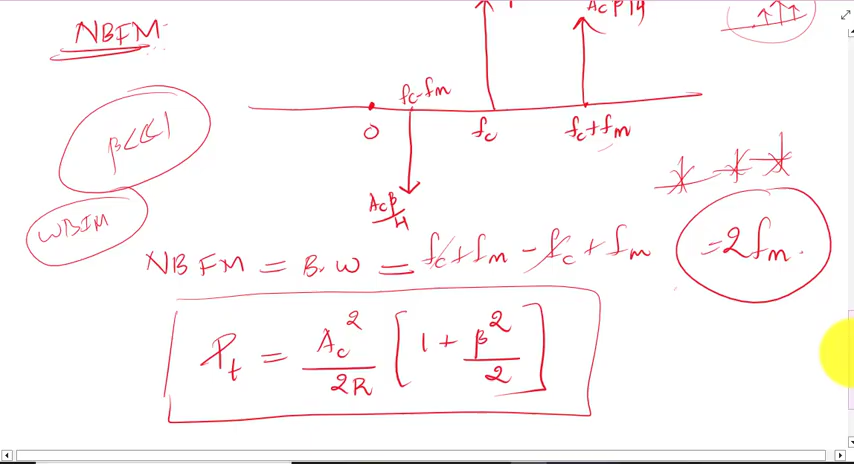 NBFM
Acβ/4
fc-fm
0
fc
fc+fm
β<<1
Acβ/4
WBFM
NBFM = B.W = fc+fm - fc+fm = 2fm.
Pt = Ac²/2R [1 + β²/2]